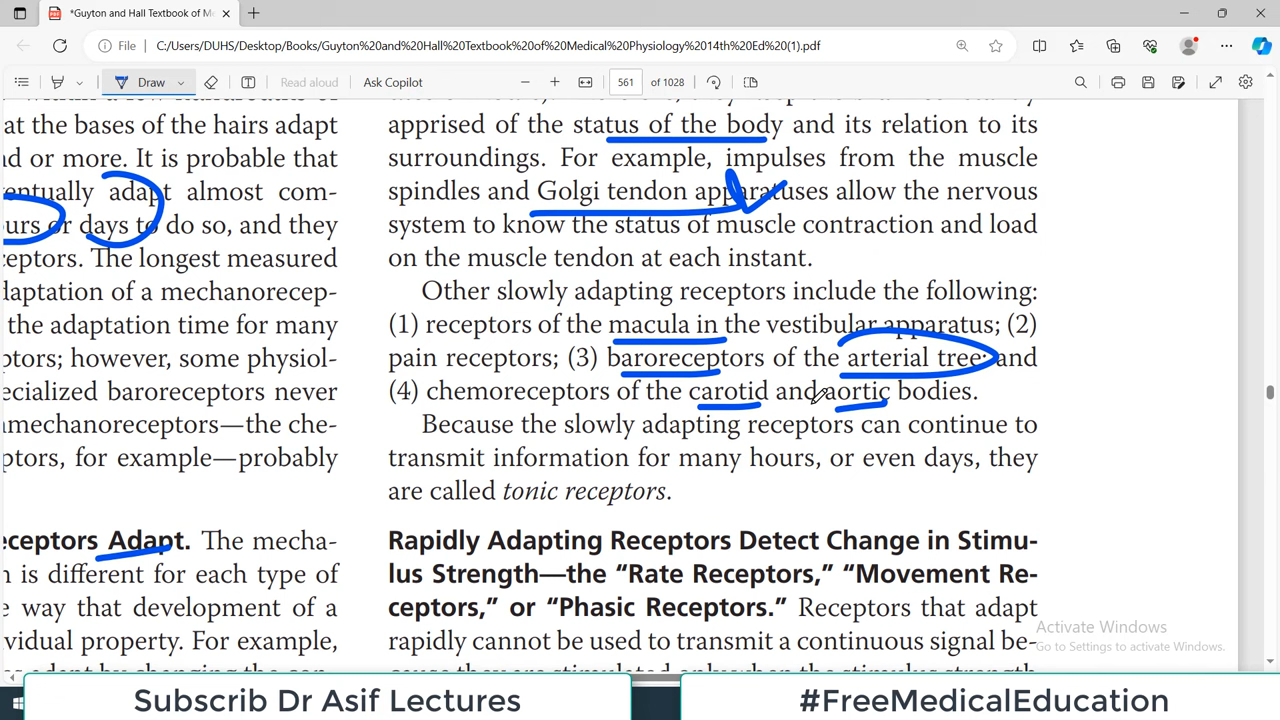 *Guyton and Hall Textbook of Me
File
C:/Users/DUHS/Desktop/Books/Guyton%20and%20Hall%20Textbook%20of%20Medical%20Physiology%2014th%20Ed%20(1).pdf
Draw
Read aloud
Ask Copilot
561 of 1028
at the bases of the hairs adapt
nd or more. It is probable that
ventually adapt almost com-
ours or days to do so, and they
ceptors. The longest measured
daptation of a mechanorecep-
the adaptation time for many
ptors; however, some physiol-
ecialized baroreceptors never
nmechanoreceptors—the che-
ptors, for example—probably
eceptors Adapt. The mecha-
n is different for each type of
e way that development of a
ividual property. For example,
apprised of the status of the body and its relation to its
surroundings. For example, impulses from the muscle
spindles and Golgi tendon apparatuses allow the nervous
system to know the status of muscle contraction and load
on the muscle tendon at each instant.
Other slowly adapting receptors include the following:
(1) receptors of the macula in the vestibular apparatus; (2)
pain receptors; (3) baroreceptors of the arterial tree; and
(4) chemoreceptors of the carotid and aortic bodies.
Because the slowly adapting receptors can continue to
transmit information for many hours, or even days, they
are called tonic receptors.
Rapidly Adapting Receptors Detect Change in Stimu-
lus Strength—the “Rate Receptors,” “Movement Re-
ceptors,” or “Phasic Receptors.” Receptors that adapt
rapidly cannot be used to transmit a continuous signal be-
Activate Windows
Go to Settings to activate Windows.
Subscrib Dr Asif Lectures
#FreeMedicalEducation